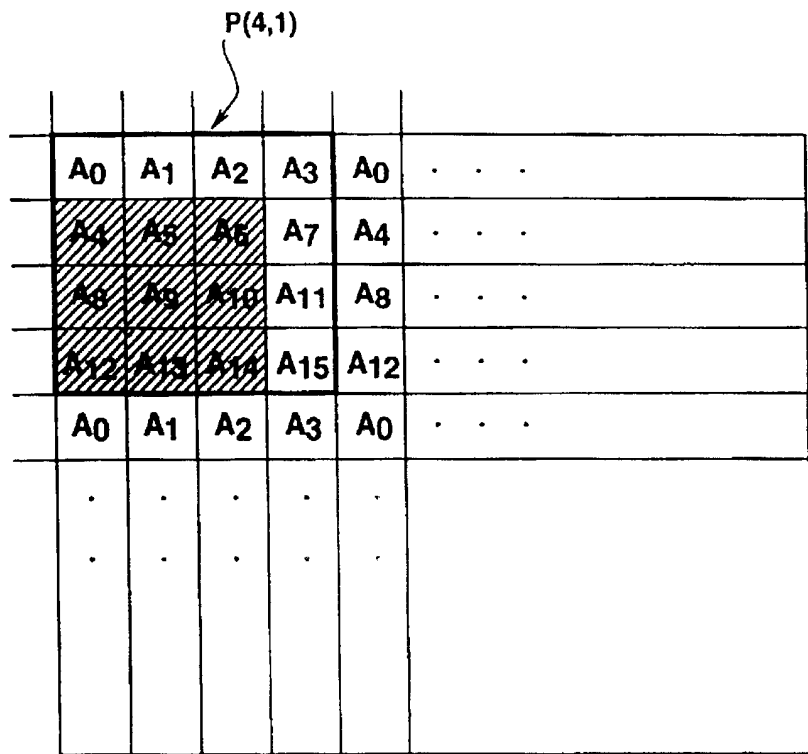 P(4,1)
A0 A1 A2 A3 A0 . . .
A4 A5 A6 A7 A4 . . .
A8 A9 A10 A11 A8 . . .
A12 A13 A14 A15 A12 . . .
A0 A1 A2 A3 A0 . . .
. . . . .
. . . . .